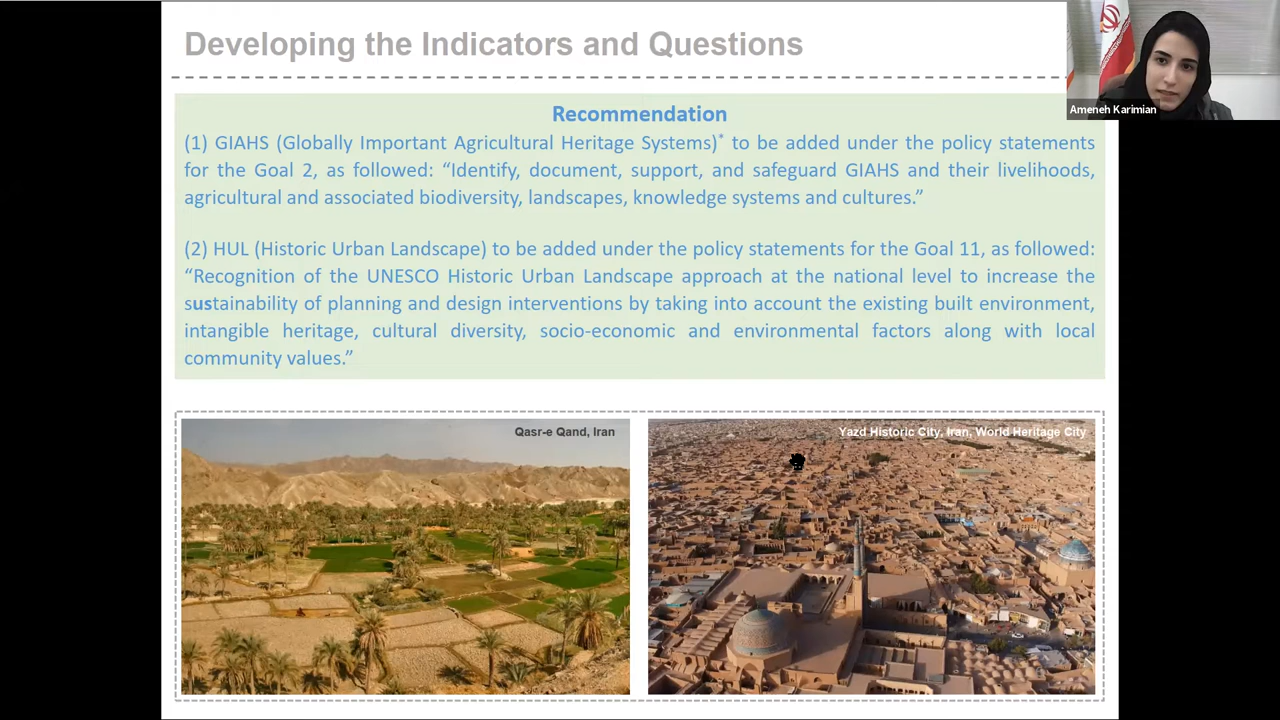 Developing the Indicators and Questions
Ameneh Karimian
Recommendation
(1) GIAHS (Globally Important Agricultural Heritage Systems)* to be added under the policy statements
for the Goal 2, as followed: “Identify, document, support, and safeguard GIAHS and their livelihoods,
agricultural and associated biodiversity, landscapes, knowledge systems and cultures.”
(2) HUL (Historic Urban Landscape) to be added under the policy statements for the Goal 11, as followed:
“Recognition of the UNESCO Historic Urban Landscape approach at the national level to increase the
sustainability of planning and design interventions by taking into account the existing built environment,
intangible heritage, cultural diversity, socio-economic and environmental factors along with local
community values.”
Qasr-e Qand, Iran
Yazd Historic City, Iran, World Heritage City